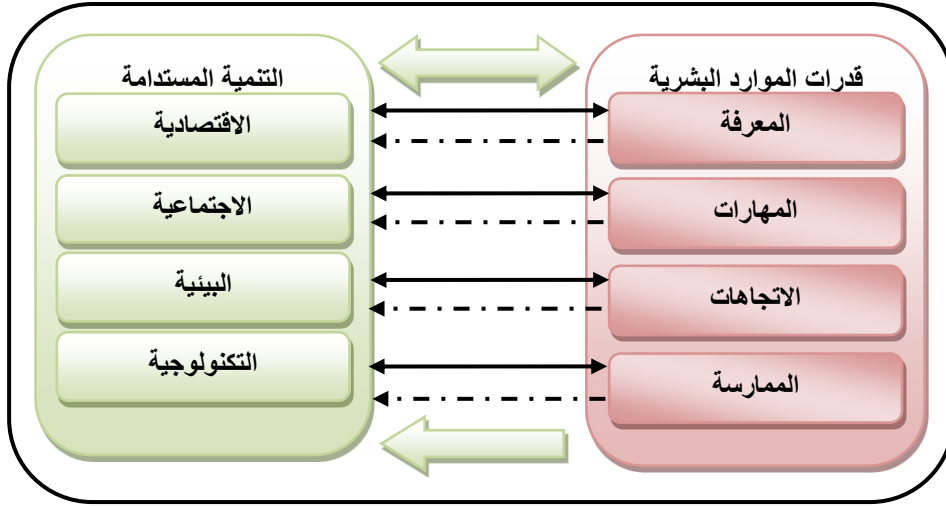 قدرات الموارد البشرية
المعرفة
المهارات
الاتجاهات
الممارسة
التنمية المستدامة
الاقتصادية
الاجتماعية
البيئية
التكنولوجية